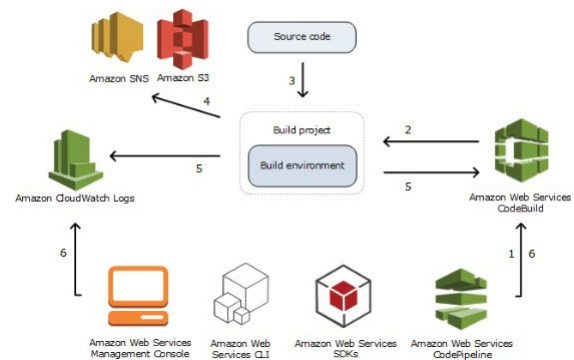 Source code
Amazon SNS
Amazon S3
3
4
Build project
2
Build environment
5
5
Amazon CloudWatch Logs
Amazon Web Services
CodeBuild
6
1
6
Amazon Web Services
Management Console
Amazon Web
Services CLI
Amazon Web Services
SDKs
Amazon Web Services
CodePipeline